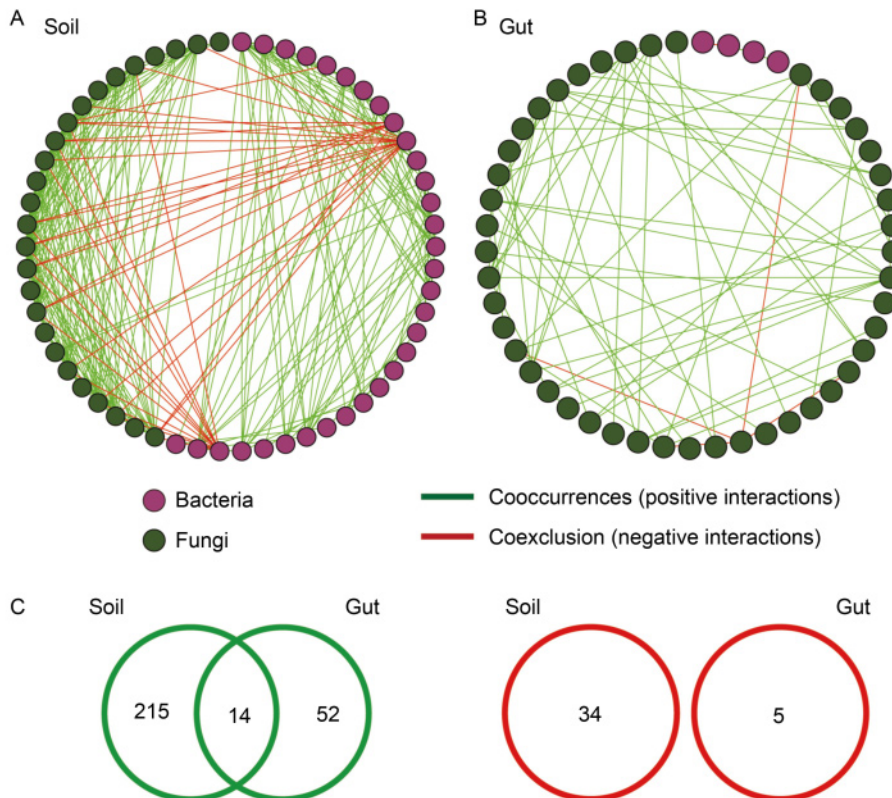 A
Soil
B
Gut
Bacteria
Fungi
Cooccurrences (positive interactions)
Coexclusion (negative interactions)
C
Soil
Gut
215
14
52
Soil
Gut
34
5